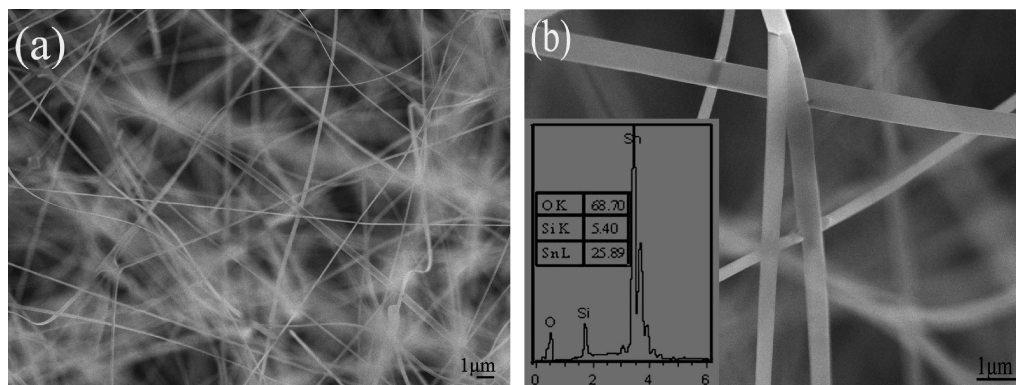 (a)
1μm
(b)
Sn
O K 68.70
Si K 5.40
Sn L 25.89
O
Si
0 2 4 6
1μm